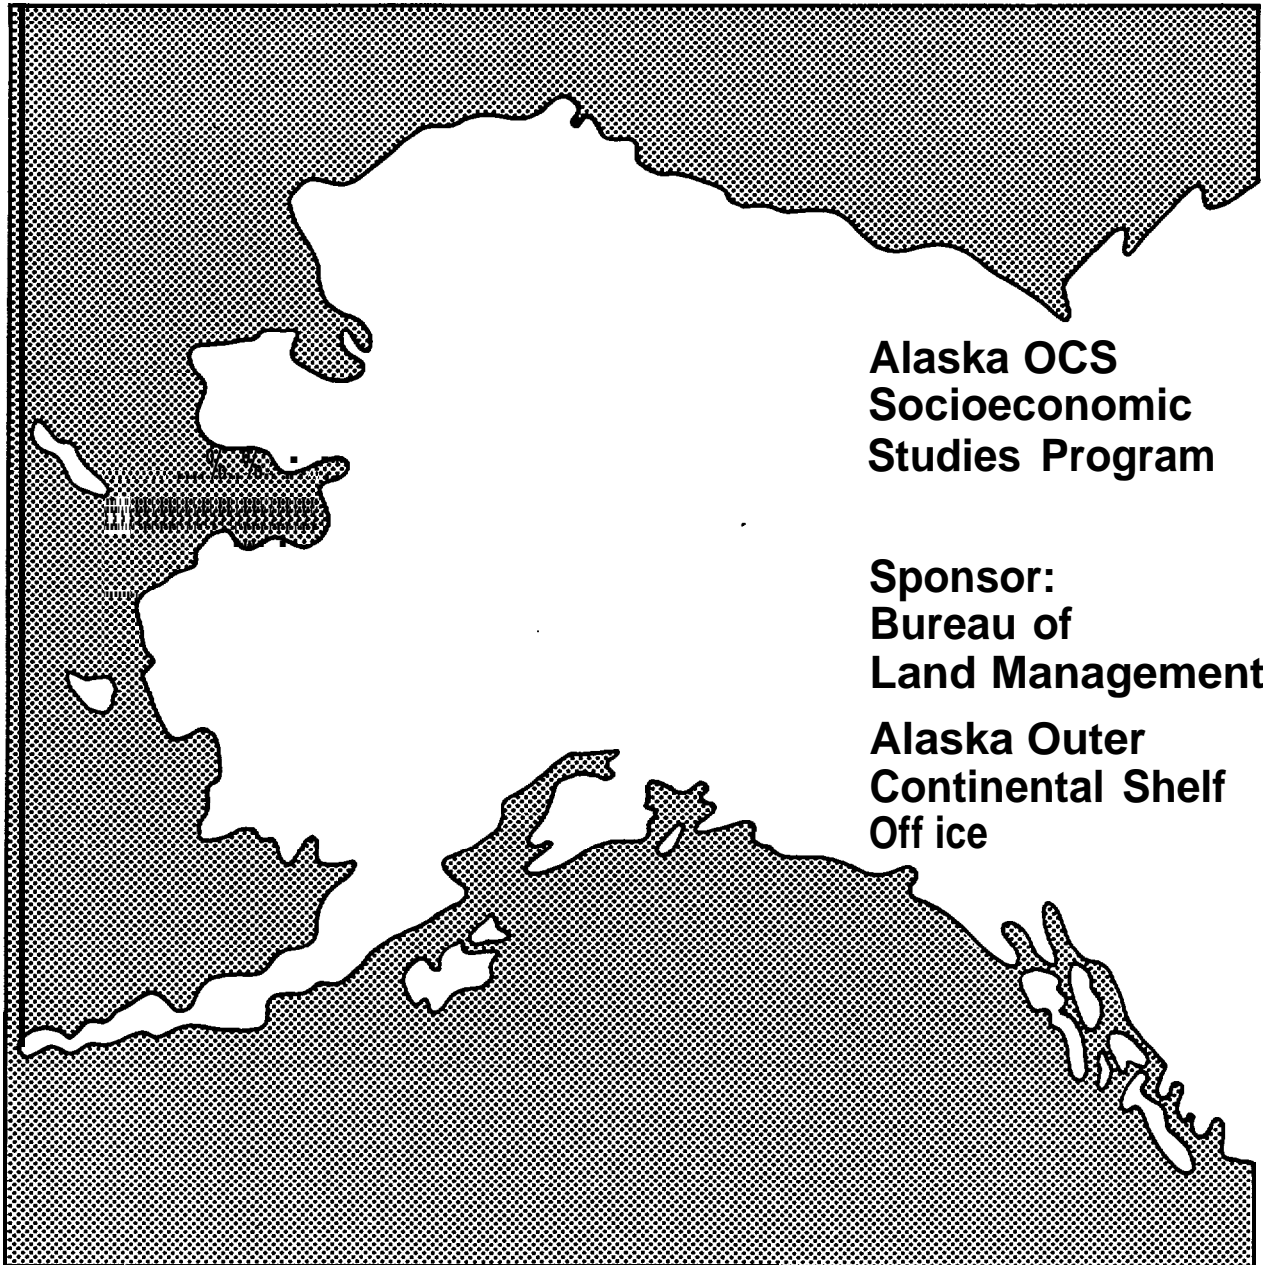 Alaska OCS
Socioeconomic
Studies Program
Sponsor:
Bureau of
Land Management
Alaska Outer
Continental Shelf
Off ice